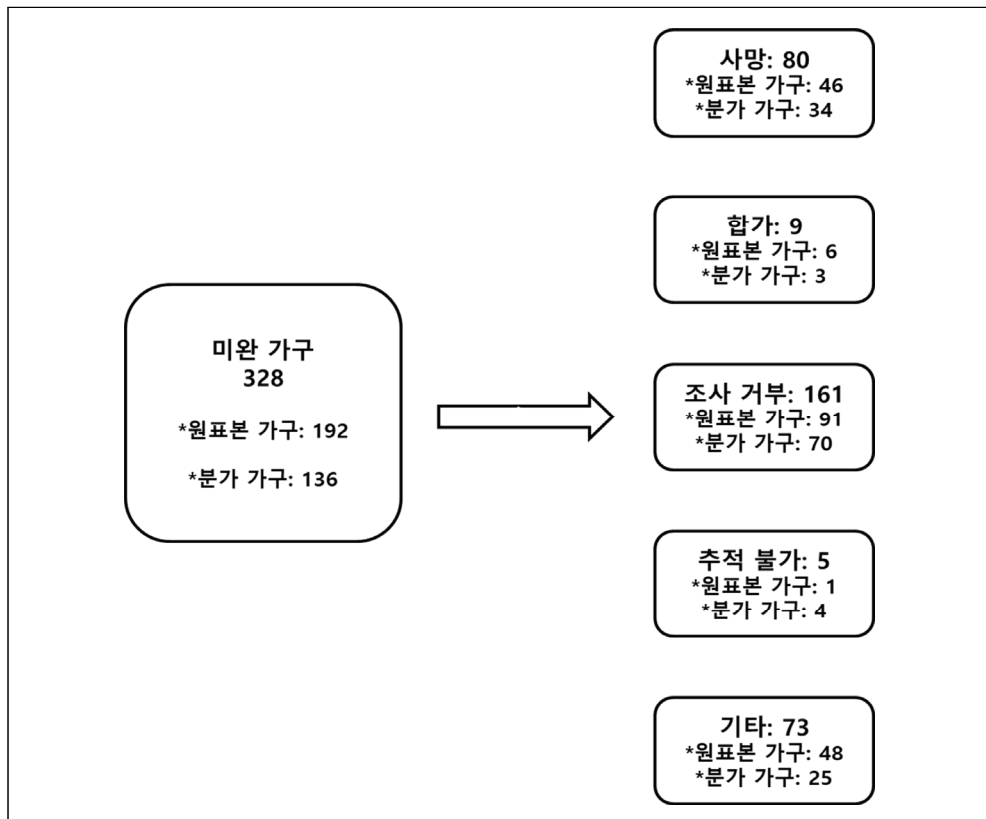 미완 가구
328
*원표본 가구: 192
*분가 가구: 136
사망: 80
*원표본 가구: 46
*분가 가구: 34
합가: 9
*원표본 가구: 6
*분가 가구: 3
조사 거부: 161
*원표본 가구: 91
*분가 가구: 70
추적 불가: 5
*원표본 가구: 1
*분가 가구: 4
기타: 73
*원표본 가구: 48
*분가 가구: 25